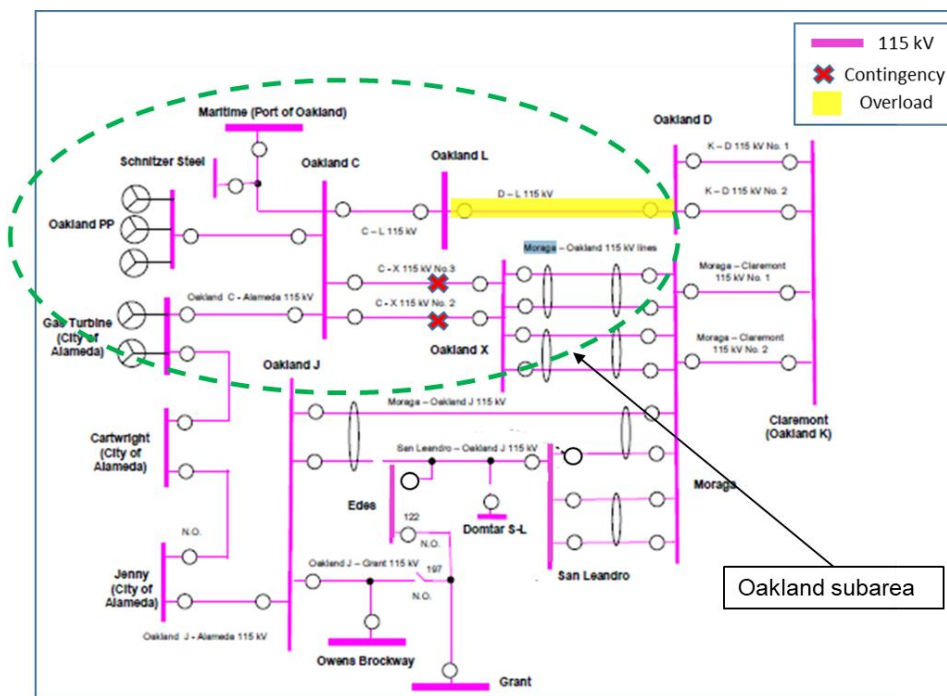 115 kV
Contingency
Overload
Maritime (Port of Oakland)
Schnitzer Steel
Oakland C
Oakland L
Oakland D
K – D 115 kV No. 1
K – D 115 kV No. 2
D – L 115 kV
Oakland PP
C – L 115 kV
Moraga – Oakland 115 kV lines
C - X 115 kV No.3
Moraga – Claremont
115 kV No. 1
Oakland C - Alameda 115 kV
C - X 115 kV No. 2
Gas Turbine
(City of
Alameda)
Oakland X
Moraga – Claremont
115 kV No. 2
Oakland J
Moraga – Oakland J 115 kV
Claremont
(Oakland K)
Cartwright
(City of
Alameda)
San Leandro – Oakland J 115 kV
Moraga
Edes
122
N.O.
Domtar S-L
N.O.
Oakland J – Grant 115 kV
197
N.O.
San Leandro
Jenny
(City of
Alameda)
Oakland subarea
Oakland J - Alameda 115 kV
Owens Brockway
Grant